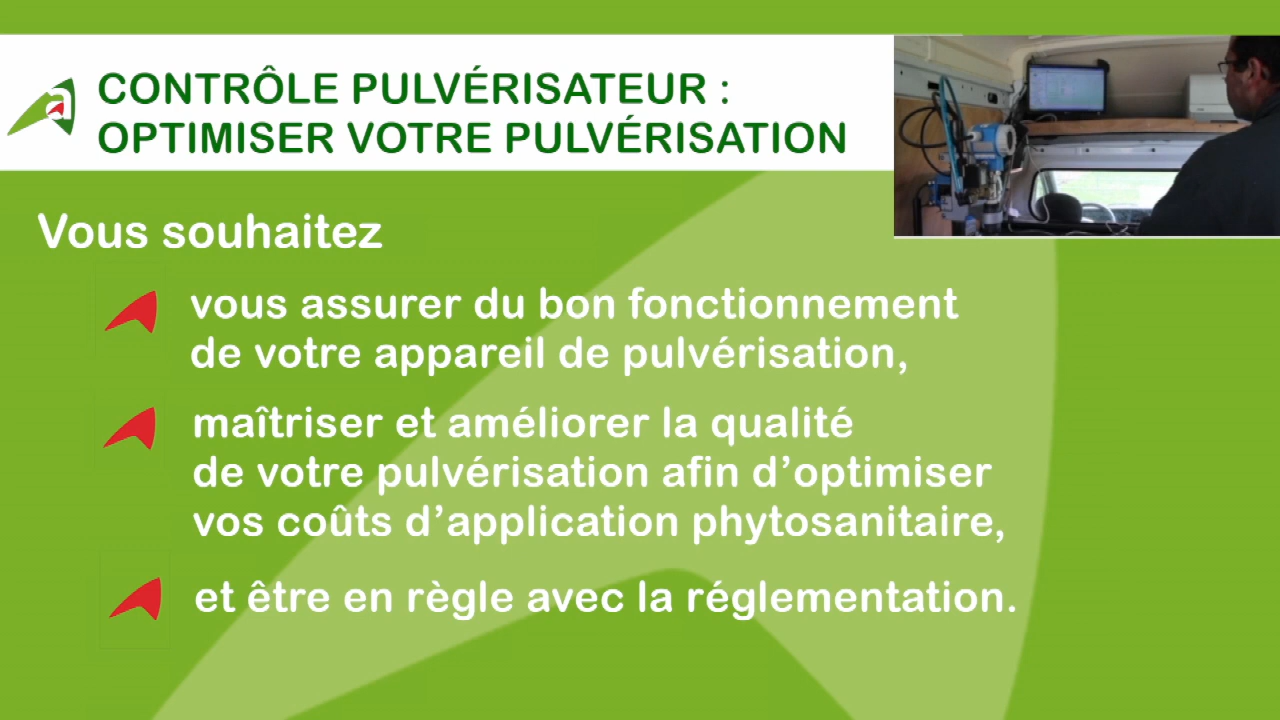 CONTRÔLE PULVÉRISATEUR :
OPTIMISER VOTRE PULVÉRISATION
a
Vous souhaitez
vous assurer du bon fonctionnement
de votre appareil de pulvérisation,
maîtriser et améliorer la qualité
de votre pulvérisation afin d’optimiser
vos coûts d’application phytosanitaire,
et être en règle avec la réglementation.